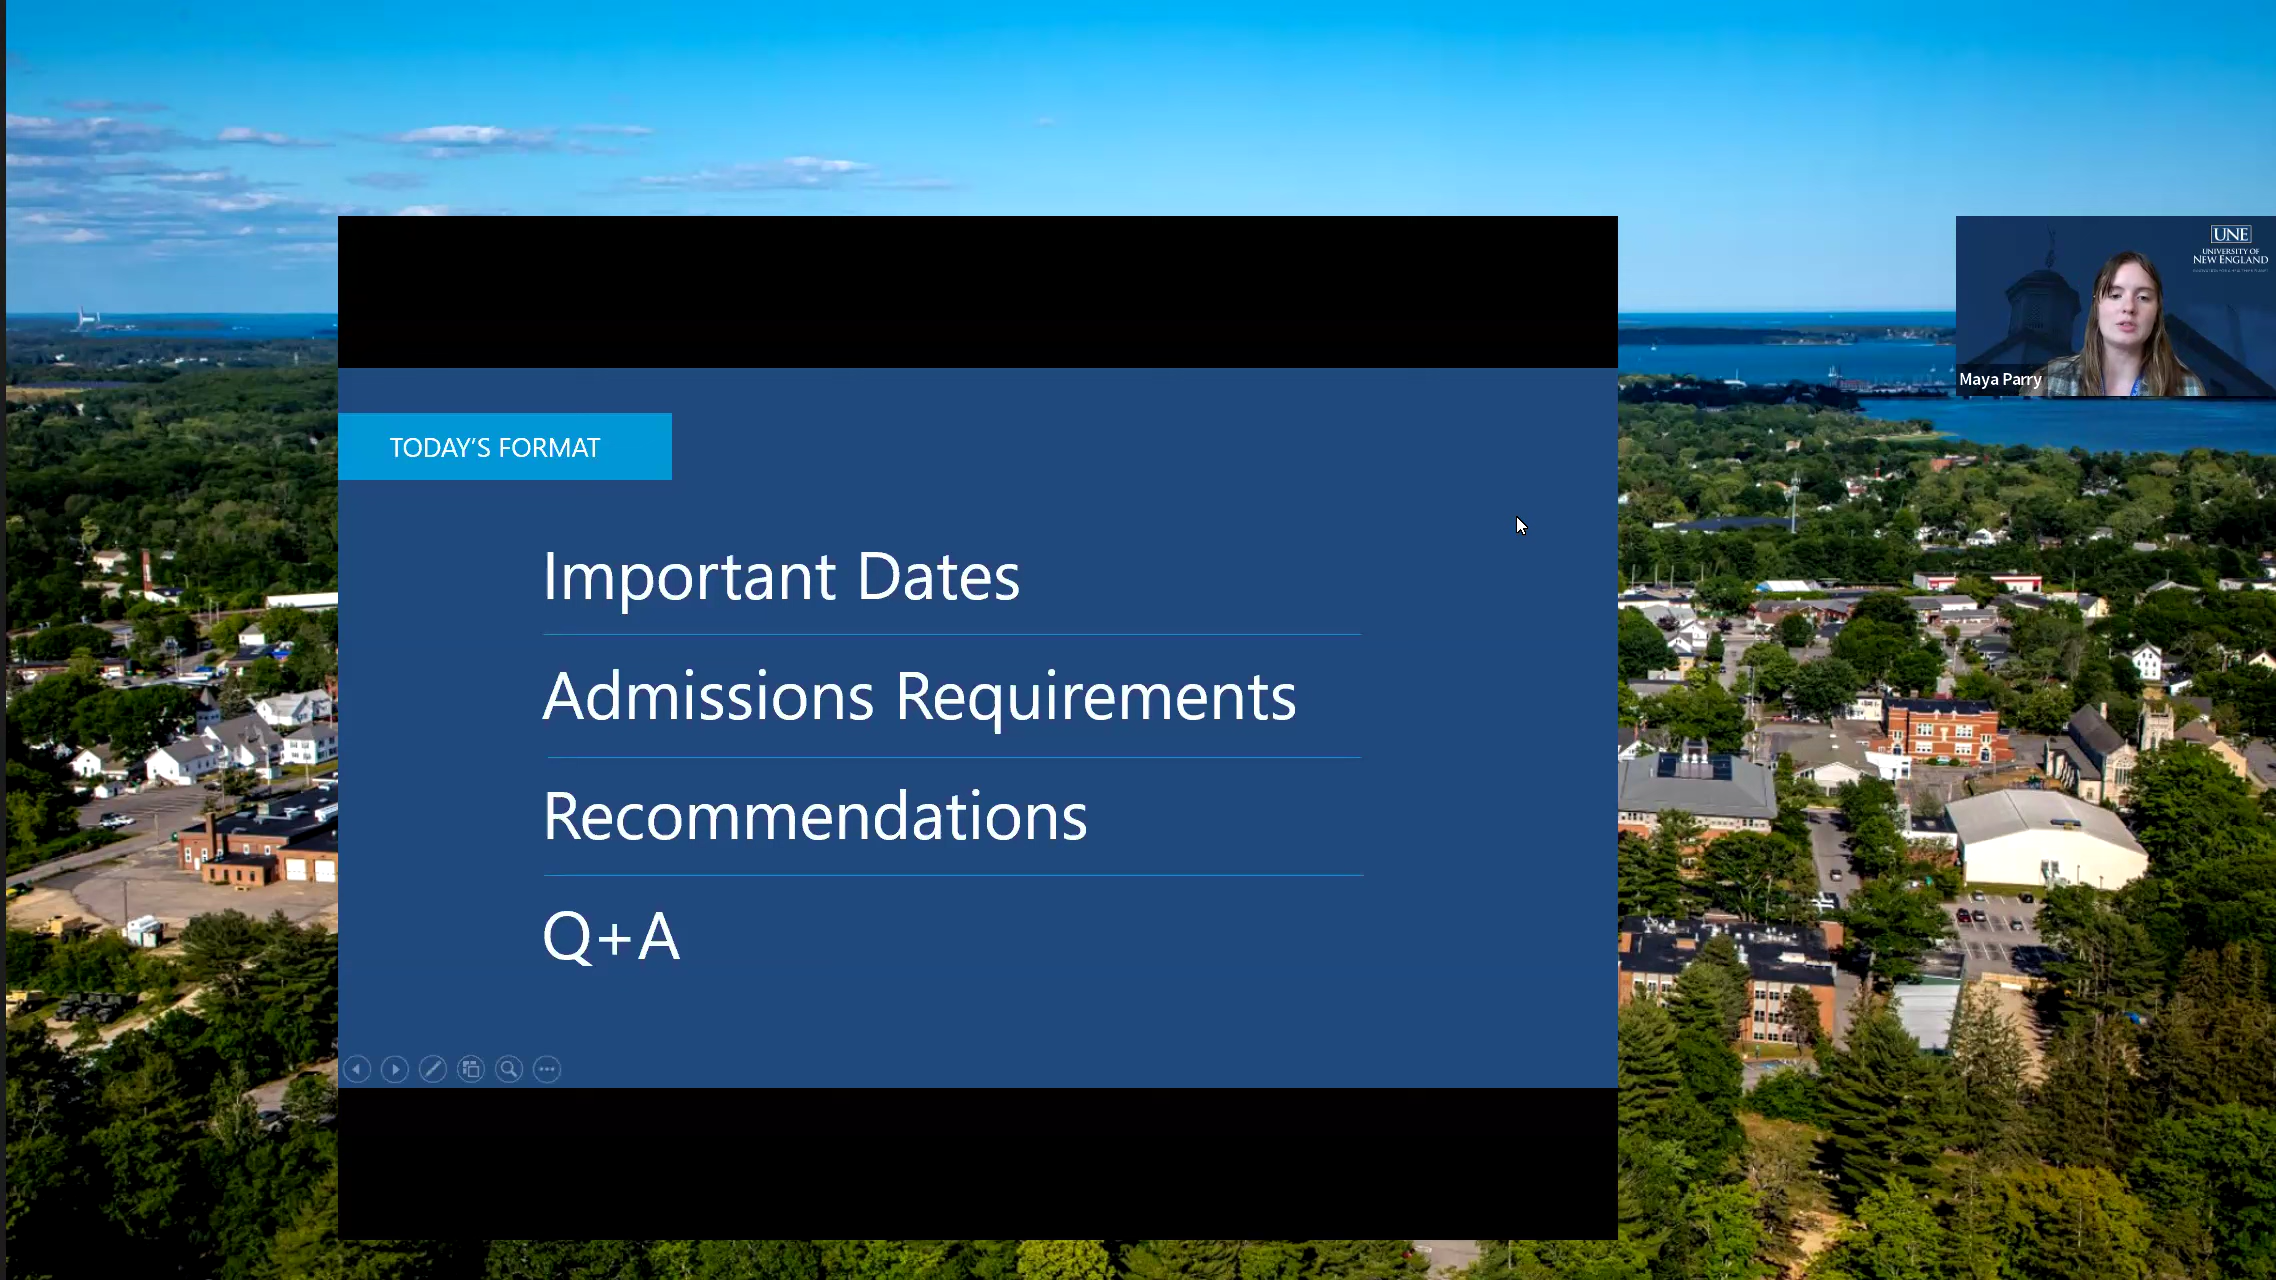 UNE
UNIVERSITY OF
NEW ENGLAND
Maya Parry
TODAY'S FORMAT
Important Dates
Admissions Requirements
Recommendations
Q+A